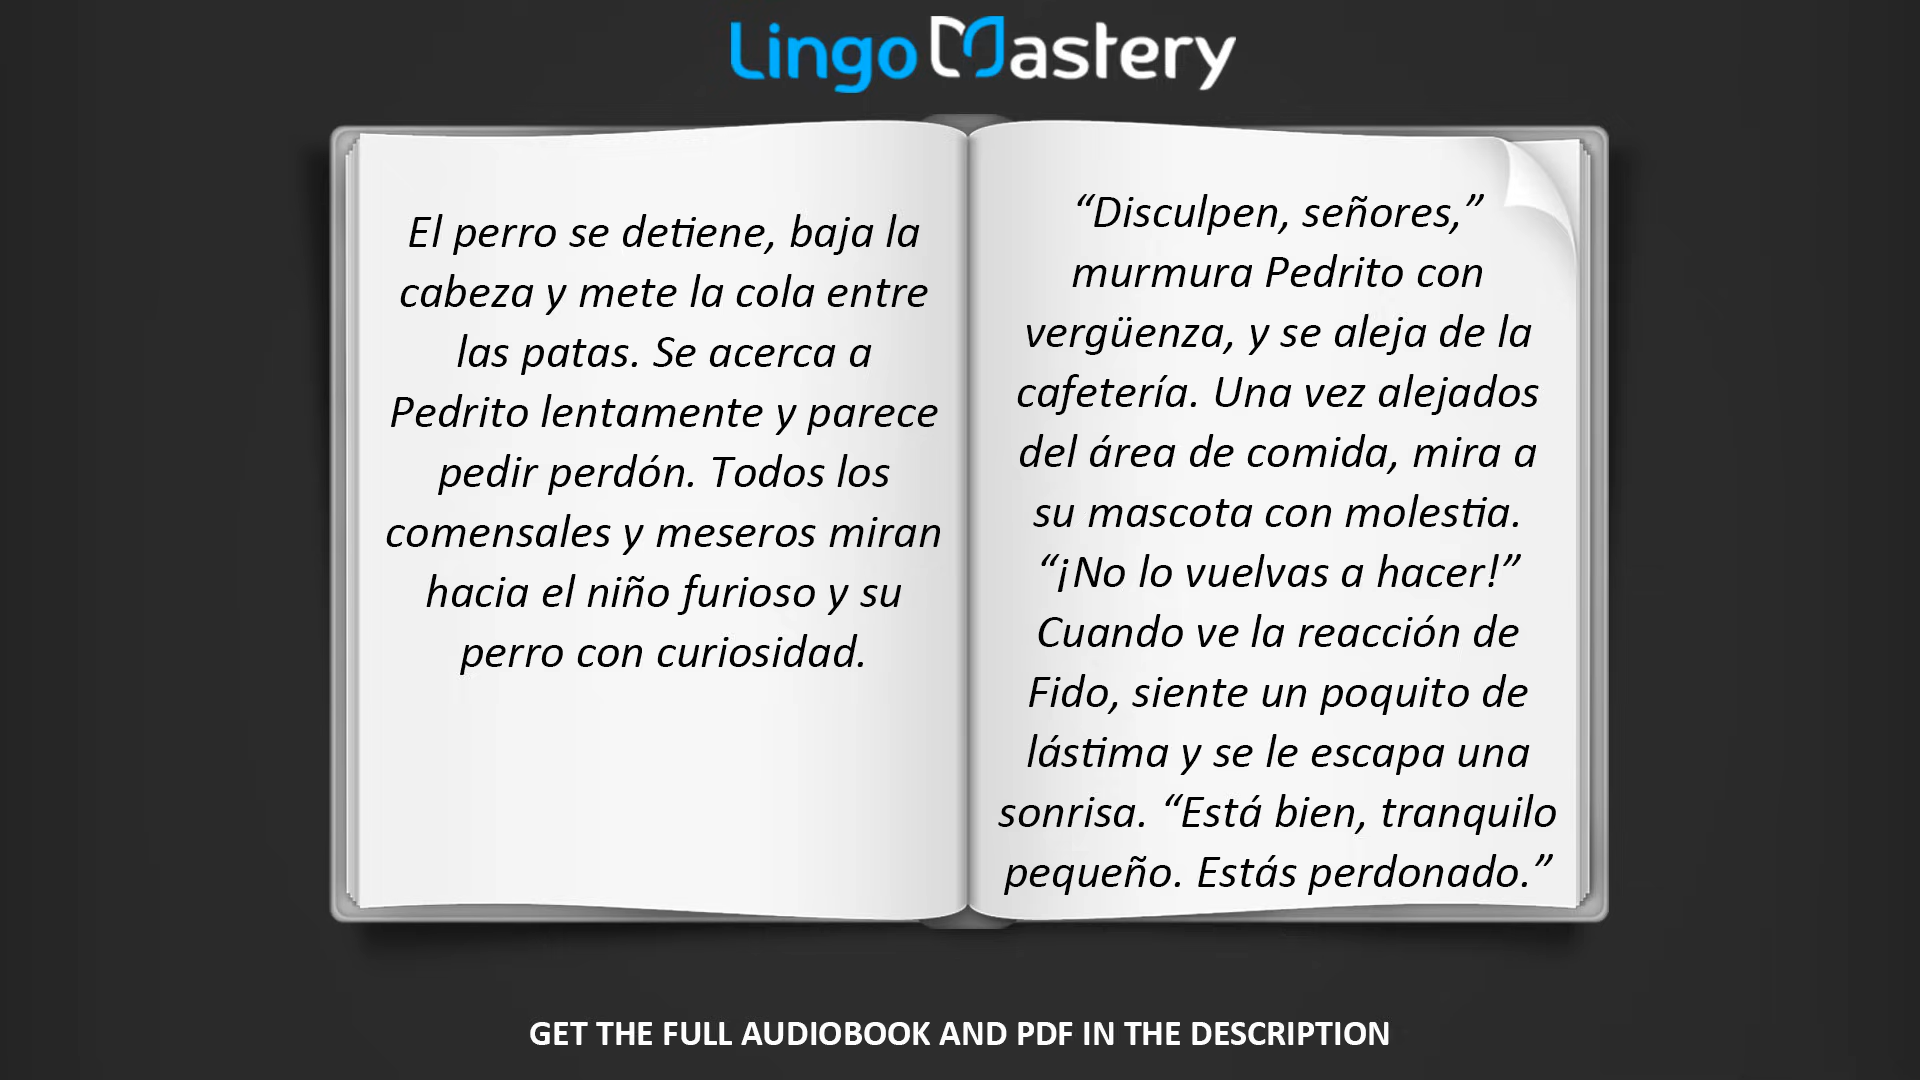 Lingo Mastery
El perro se detiene, baja la
cabeza y mete la cola entre
las patas. Se acerca a
Pedrito lentamente y parece
pedir perdón. Todos los
comensales y meseros miran
hacia el niño furioso y su
perro con curiosidad.
“Disculpen, señores,”
murmura Pedrito con
vergüenza, y se aleja de la
cafetería. Una vez alejados
del área de comida, mira a
su mascota con molestia.
“¡No lo vuelvas a hacer!”
Cuando ve la reacción de
Fido, siente un poquito de
lástima y se le escapa una
sonrisa. “Está bien, tranquilo
pequeño. Estás perdonado.”
GET THE FULL AUDIOBOOK AND PDF IN THE DESCRIPTION